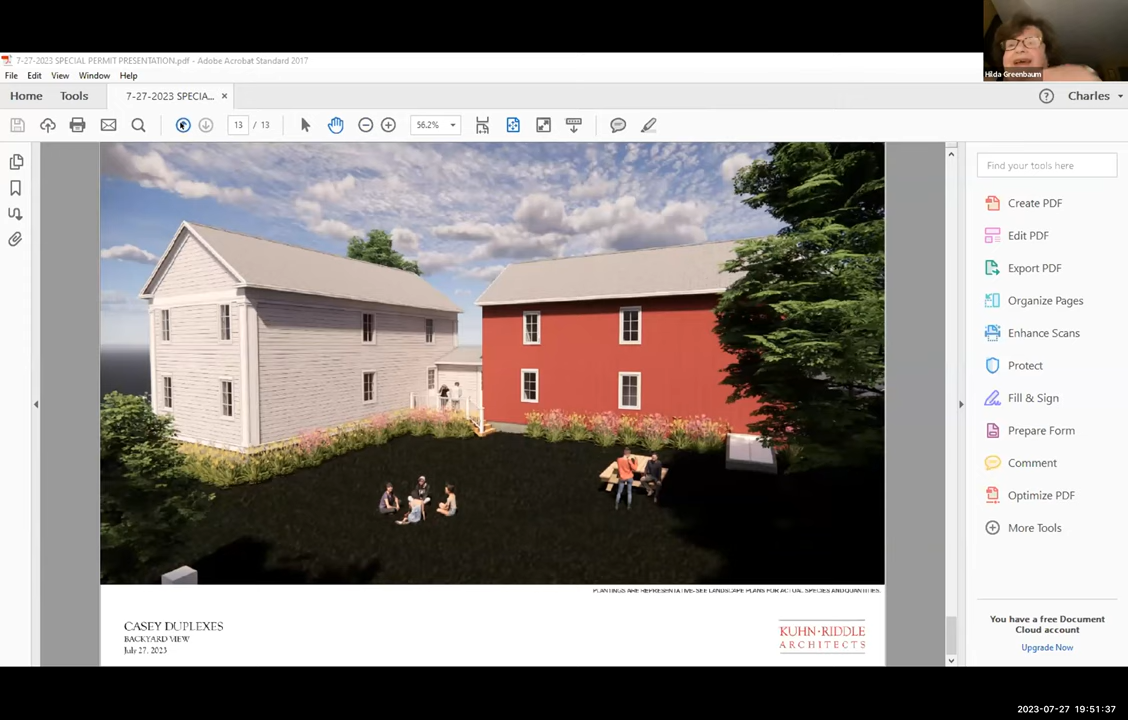 Hilda Greenbaum
7-27-2023 SPECIAL PERMIT PRESENTATION.pdf - Adobe Acrobat Standard 2017
File Edit View Window Help
Home Tools 7-27-2023 SPECIA... × Charles
13 / 13 56.2%
Find your tools here
Create PDF
Edit PDF
Export PDF
Organize Pages
Enhance Scans
Protect
Fill & Sign
Prepare Form
Comment
Optimize PDF
More Tools
PLANTINGS ARE REPRESENTATIVE- SEE LANDSCAPE PLANS FOR ACTUAL SPECIES AND QUANTITIES.
CASEY DUPLEXES
BACKYARD VIEW
July 27, 2023
KUHN·RIDDLE
ARCHITECTS
You have a free Document
Cloud account
Upgrade Now
2023-07-27 19:51:37